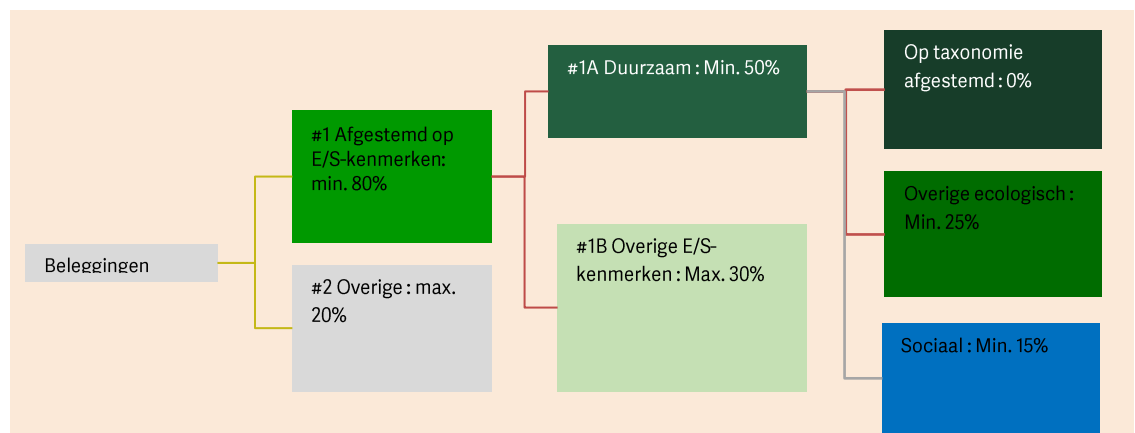 Beleggingen
#1 Afgestemd op
E/S-kenmerken:
min. 80%
#2 Overige : max.
20%
#1A Duurzaam : Min. 50%
#1B Overige E/S-
kenmerken : Max. 30%
Op taxonomie
afgestemd : 0%
Overige ecologisch :
Min. 25%
Sociaal : Min. 15%